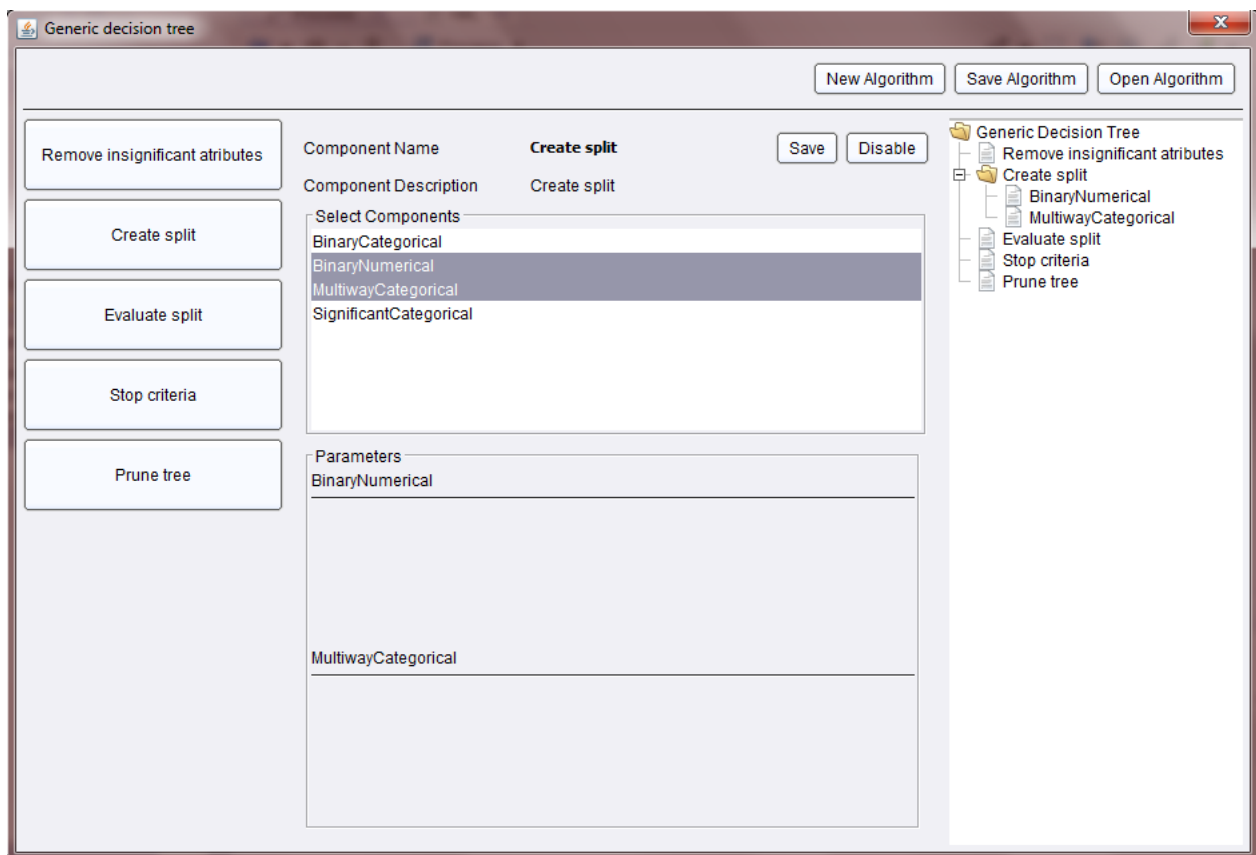 Generic decision tree
New Algorithm Save Algorithm Open Algorithm
Remove insignificant atributes
Create split
Evaluate split
Stop criteria
Prune tree
Component Name Create split Save Disable
Component Description Create split
Select Components
BinaryCategorical
BinaryNumerical
MultiwayCategorical
SignificantCategorical
Parameters
BinaryNumerical
MultiwayCategorical
Generic Decision Tree
Remove insignificant atributes
Create split
BinaryNumerical
MultiwayCategorical
Evaluate split
Stop criteria
Prune tree